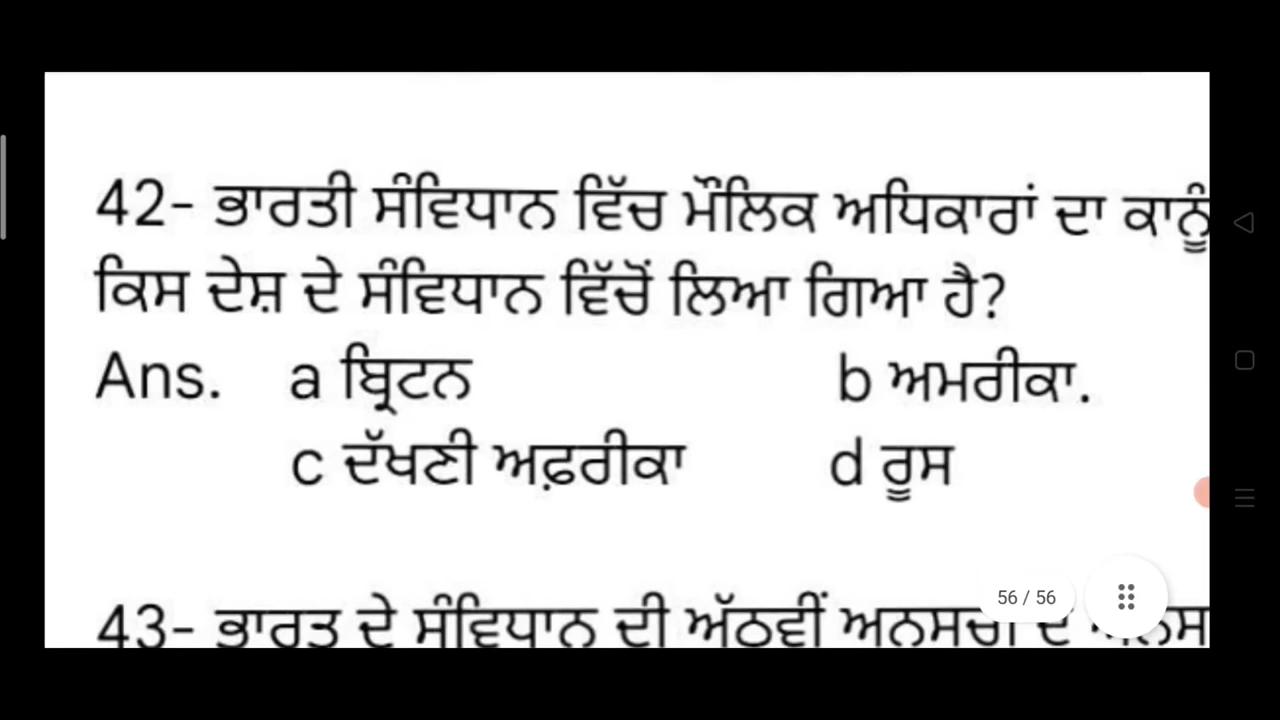 42- ਭਾਰਤੀ ਸੰਵਿਧਾਨ ਵਿੱਚ ਮੌਲਿਕ ਅਧਿਕਾਰਾਂ ਦਾ
ਕਿਸ ਦੇਸ਼ ਦੇ ਸੰਵਿਧਾਨ ਵਿੱਚੋਂ ਲਿਆ ਗਿਆ ਹੈ?
Ans. a ਬ੍ਰਿਟਨ b ਅਮਰੀਕਾ.
c ਦੱਖਣੀ ਅਫ਼ਰੀਕਾ d ਰੂਸ
56 / 56
43- ਭਾਰਤ ਦੇ ਸੰਵਿਧਾਨ ਦੀ ਅੱਠਵੀਂ